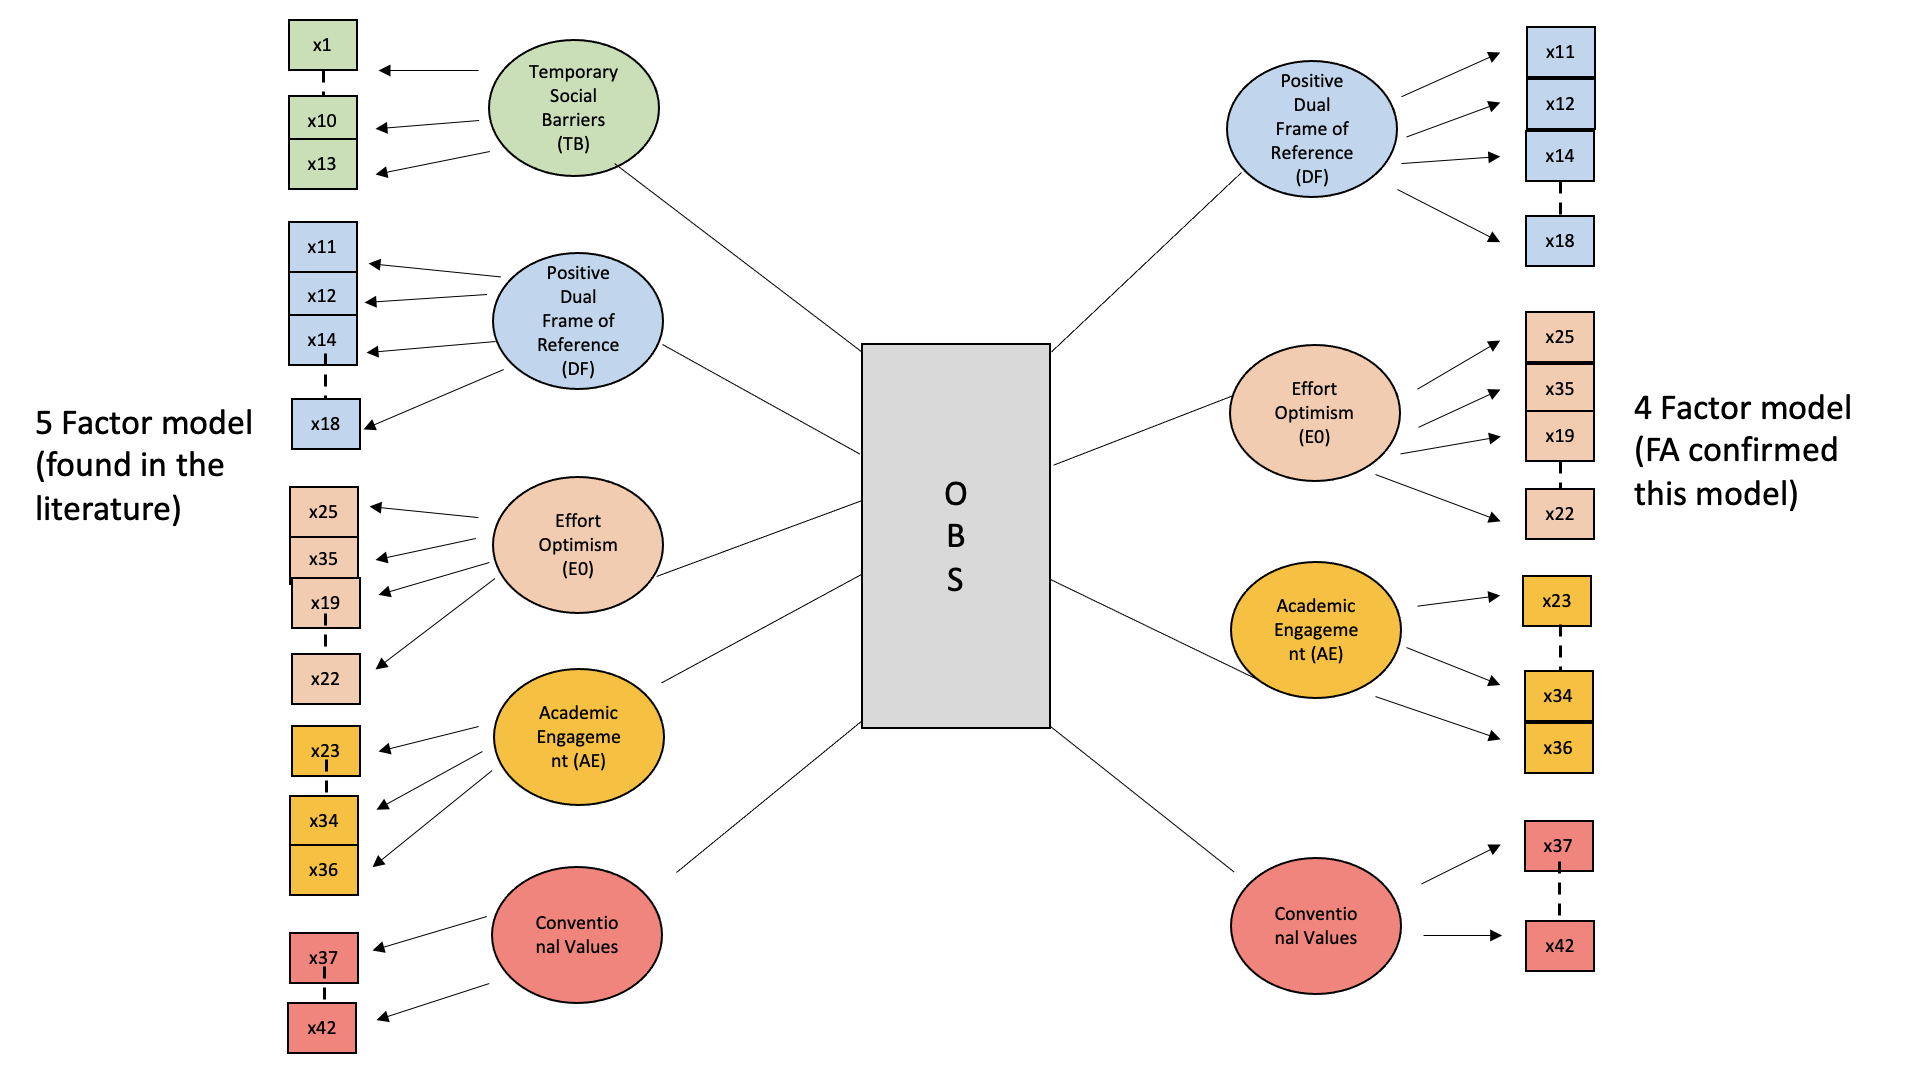 5 Factor model
(found in the
literature)
x1
x10
x13
x11
x12
x14
x18
x25
x35
x19
x22
x23
x34
x36
x37
x42
Temporary
Social
Barriers
(TB)
Positive
Dual
Frame of
Reference
(DF)
Effort
Optimism
(E0)
Academic
Engageme
nt (AE)
Conventio
nal Values
O
B
S
Positive
Dual
Frame of
Reference
(DF)
Effort
Optimism
(E0)
Academic
Engageme
nt (AE)
Conventio
nal Values
x11
x12
x14
x18
x25
x35
x19
x22
x23
x34
x36
x37
x42
4 Factor model
(FA confirmed
this model)